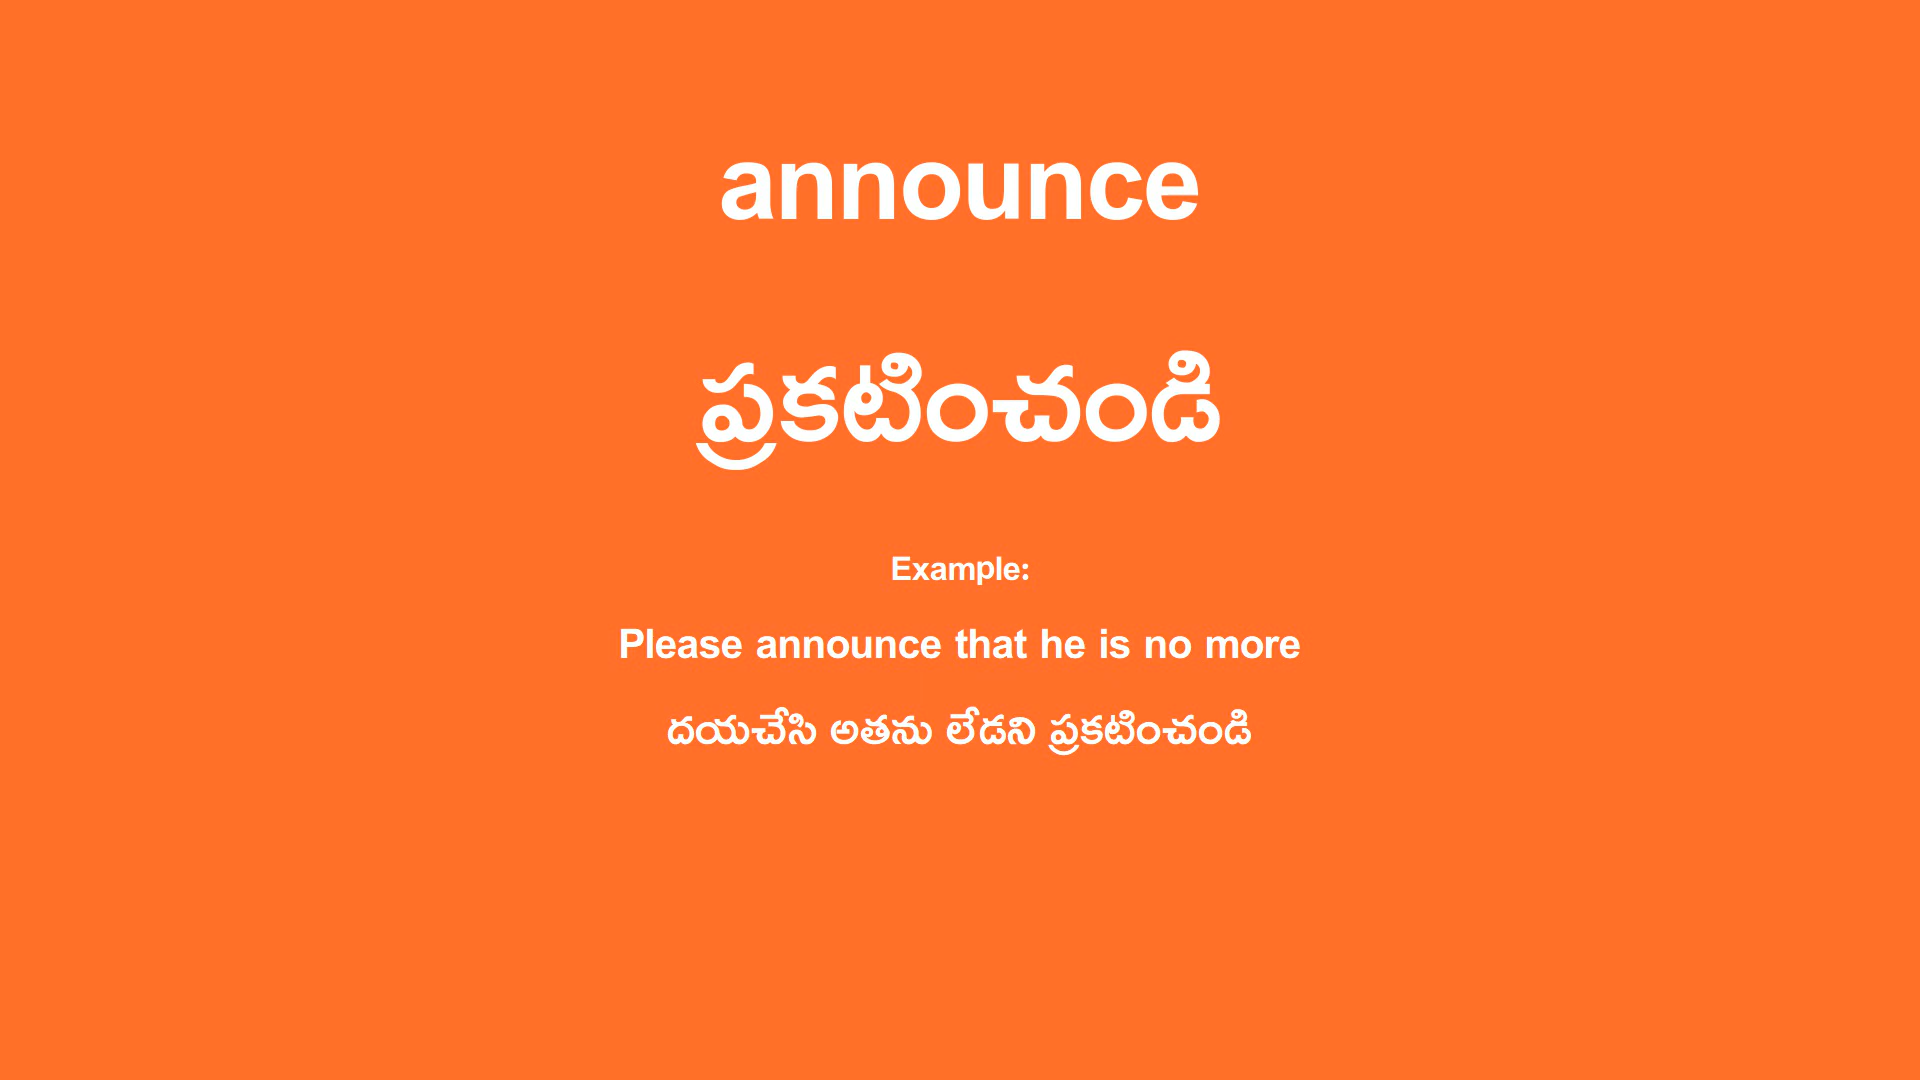 announce
ప్రకటించండి
Example:
Please announce that he is no more
దయచేసి అతను లేడని ప్రకటించండి